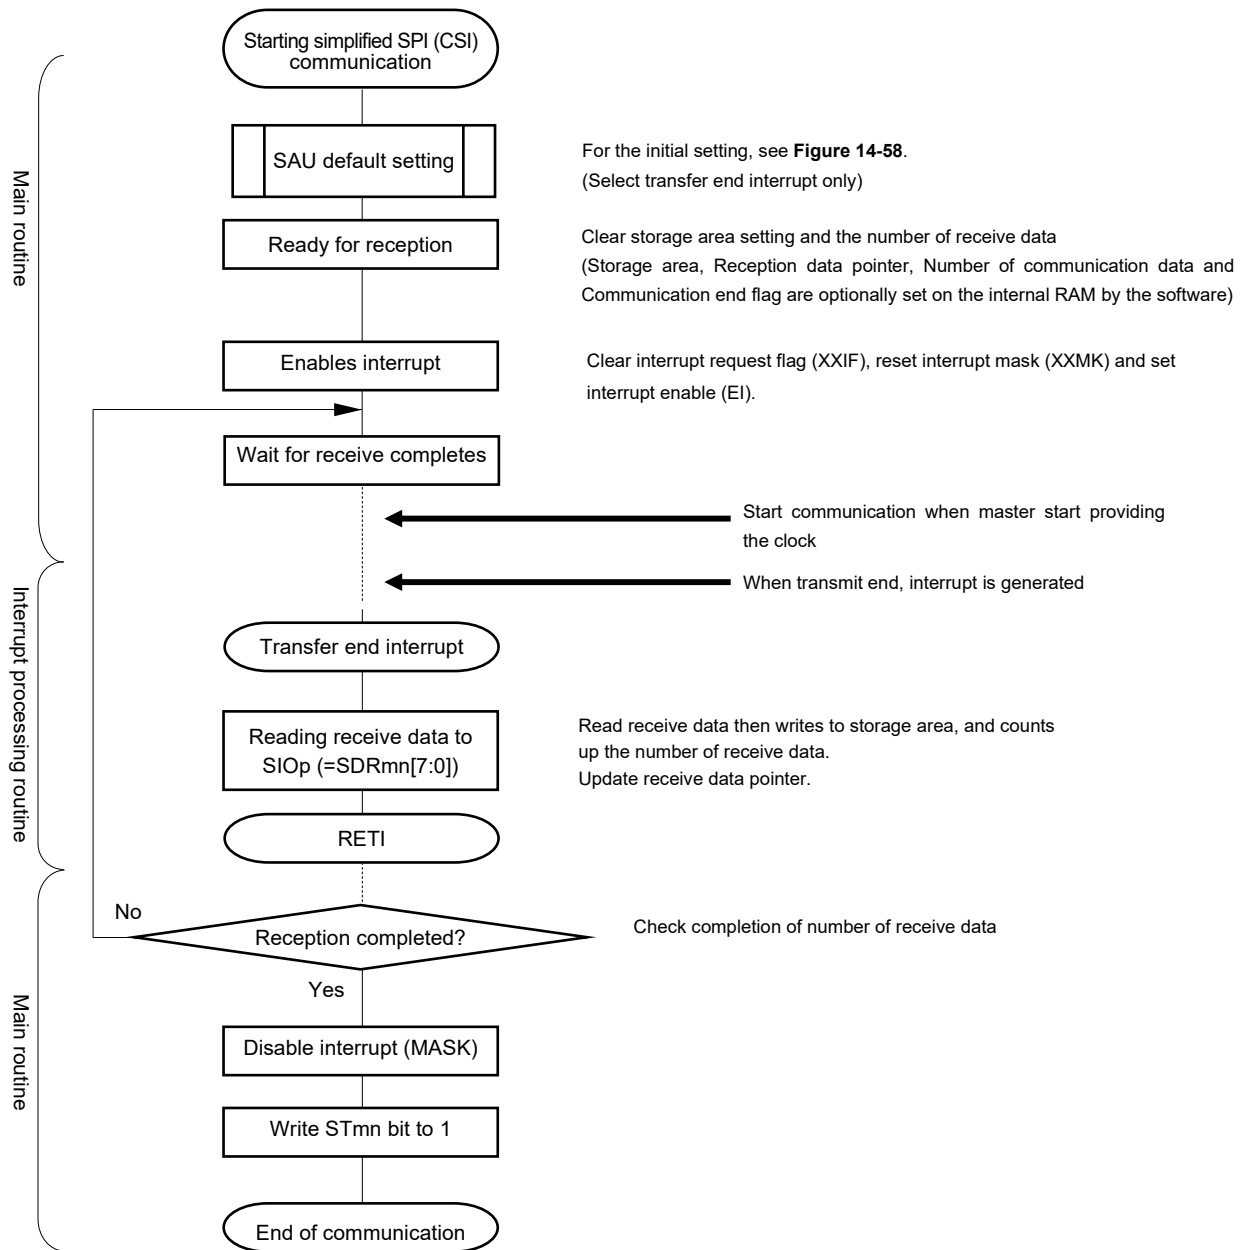 Starting simplified SPI (CSI)
communication
Main routine
SAU default setting
For the initial setting, see Figure 14-58.
(Select transfer end interrupt only)
Ready for reception
Clear storage area setting and the number of receive data
(Storage area, Reception data pointer, Number of communication data and
Communication end flag are optionally set on the internal RAM by the software)
Enables interrupt
Clear interrupt request flag (XXIF), reset interrupt mask (XXMK) and set
interrupt enable (EI).
Wait for receive completes
Start communication when master start providing
the clock
When transmit end, interrupt is generated
Interrupt processing routine
Transfer end interrupt
Reading receive data to
SIOp (=SDRmn[7:0])
Read receive data then writes to storage area, and counts
up the number of receive data.
Update receive data pointer.
RETI
No
Reception completed?
Check completion of number of receive data
Yes
Main routine
Disable interrupt (MASK)
Write STmn bit to 1
End of communication